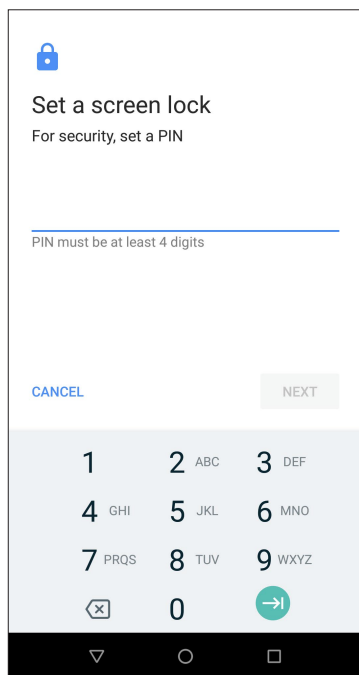 Set a screen lock
For security, set a PIN
PIN must be at least 4 digits
CANCEL NEXT
1 2 ABC 3 DEF
4 GHI 5 JKL 6 MNO
7 PRQS 8 TUV 9 WXYZ
0